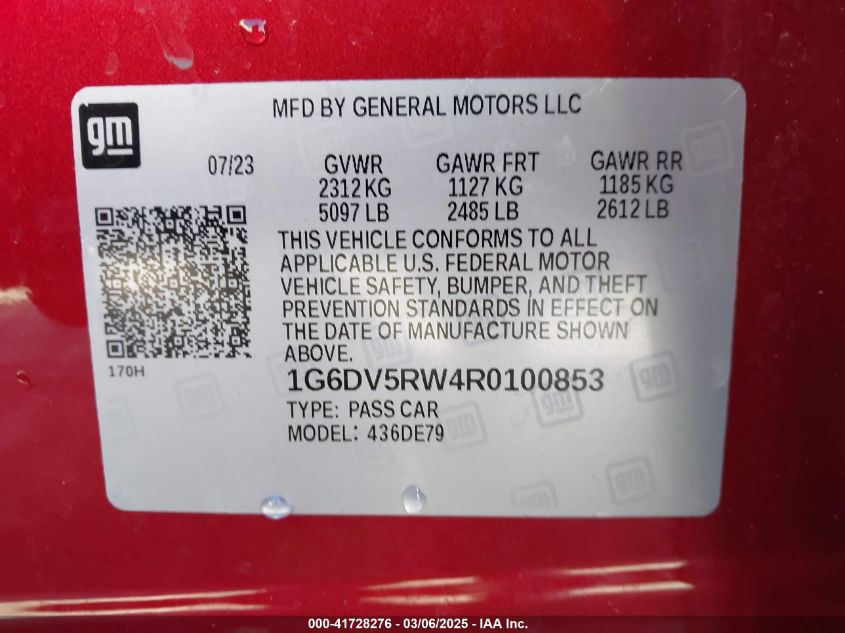 MFD BY GENERAL MOTORS LLC
gm
07/23 GVWR GAWR FRT GAWR RR
2312 KG 1127 KG 1185 KG
5097 LB 2485 LB 2612 LB
THIS VEHICLE CONFORMS TO ALL
APPLICABLE U.S. FEDERAL MOTOR
VEHICLE SAFETY, BUMPER, AND THEFT
PREVENTION STANDARDS IN EFFECT ON
THE DATE OF MANUFACTURE SHOWN
ABOVE.
170H
1G6DV5RW4R0100853
TYPE: PASS CAR
MODEL: 436DE79
000-41728276 - 03/06/2025 - IAA Inc.